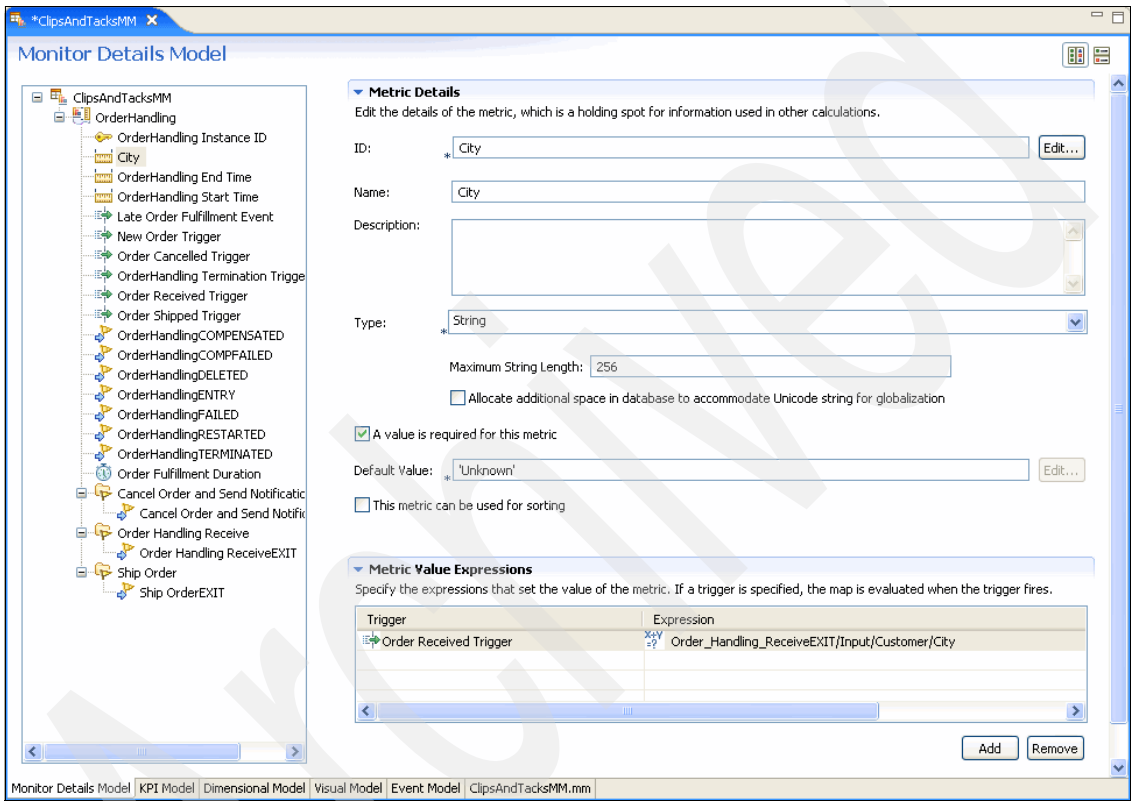 *ClipsAndTacksMM
Monitor Details Model
ClipsAndTacksMM
OrderHandling
OrderHandling Instance ID
City
OrderHandling End Time
OrderHandling Start Time
Late Order Fulfillment Event
New Order Trigger
Order Cancelled Trigger
OrderHandling Termination Trigge
Order Received Trigger
Order Shipped Trigger
OrderHandlingCOMPENSATED
OrderHandlingCOMPFAILED
OrderHandlingDELETED
OrderHandlingENTRY
OrderHandlingFAILED
OrderHandlingRESTARTED
OrderHandlingTERMINATED
Order Fulfillment Duration
Cancel Order and Send Notificatic
Cancel Order and Send Notific
Order Handling Receive
Order Handling ReceiveEXIT
Ship Order
Ship OrderEXIT
Metric Details
Edit the details of the metric, which is a holding spot for information used in other calculations.
ID: * City Edit...
Name: City
Description:
Type: * String
Maximum String Length: 256
Allocate additional space in database to accommodate Unicode string for globalization
A value is required for this metric
Default Value: * 'Unknown' Edit...
This metric can be used for sorting
Metric Value Expressions
Specify the expressions that set the value of the metric. If a trigger is specified, the map is evaluated when the trigger fires.
Trigger Expression
Order Received Trigger X+Y =? Order_Handling_ReceiveEXIT/Input/Customer/City
Add Remove
Monitor Details Model KPI Model Dimensional Model Visual Model Event Model ClipsAndTacksMM.mm
Archived